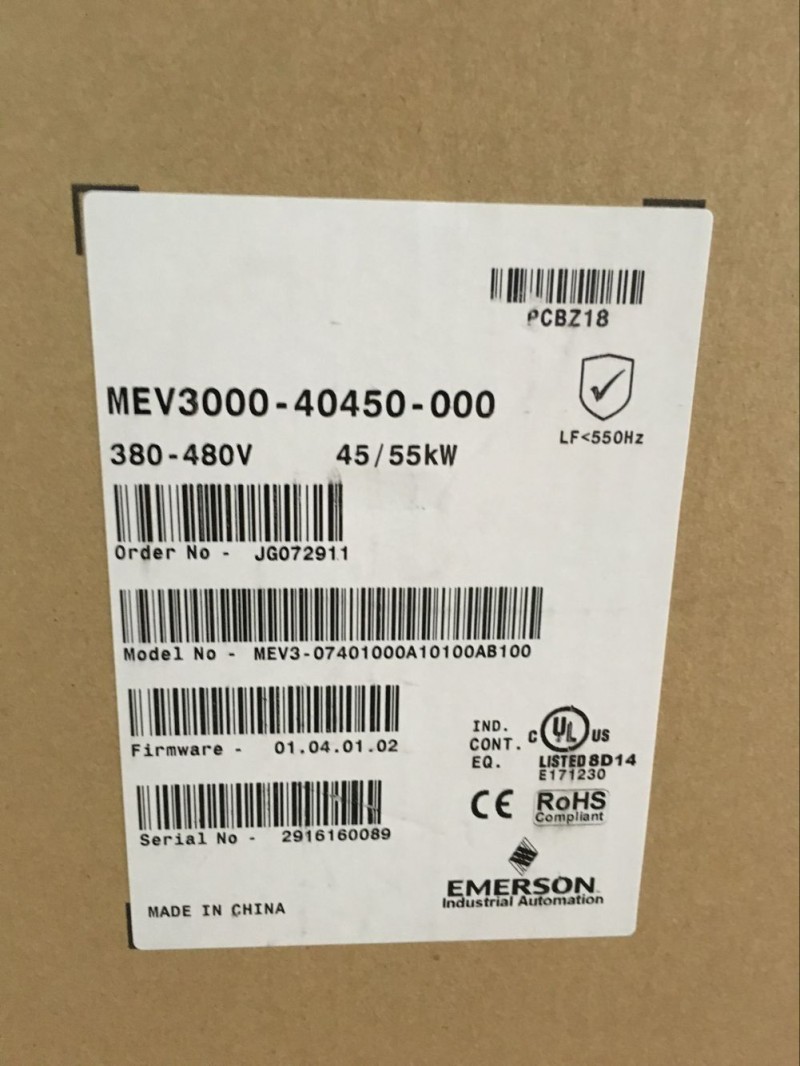 PCBZ18
MEV3000-40450-000
LF<550Hz
380-480V 45/55kW
Order No - JG072911
Model No - MEV3-07401000A10100AB100
Firmware - 01.04.01.02
Serial No - 2916160089
IND.
CONT.
EQ.
C UL US
LISTED 8D14
E171230
CE
RoHS
Compliant
EMERSON
Industrial Automation
MADE IN CHINA